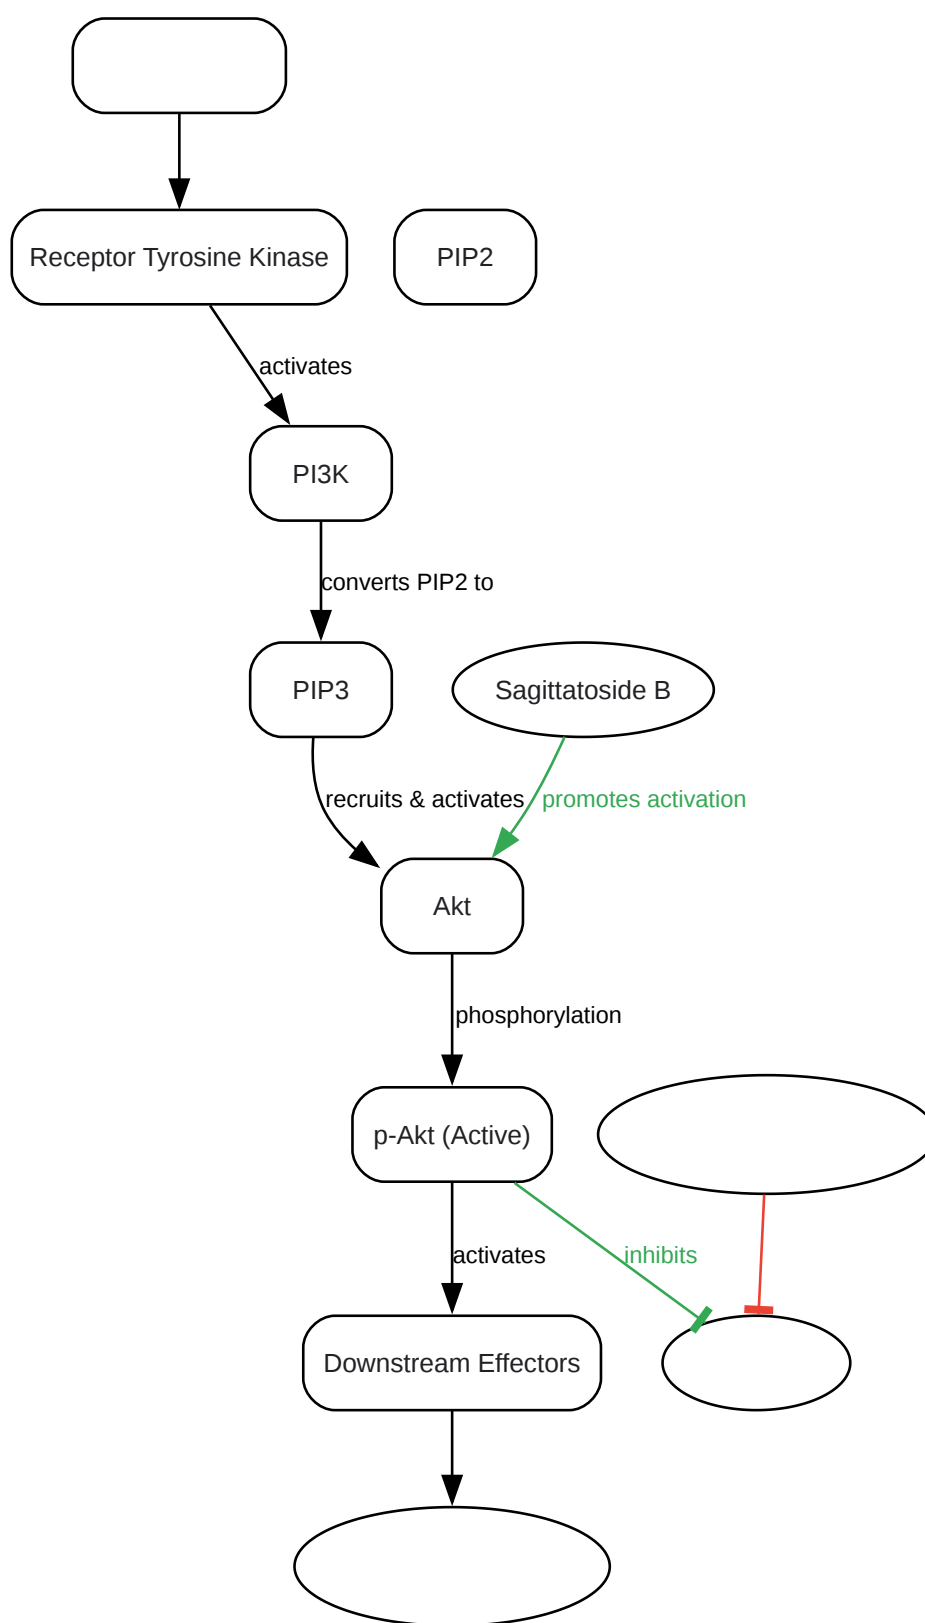 Receptor Tyrosine Kinase
PIP2
activates
PI3K
converts PIP2 to
PIP3
Sagittatoside B
recruits & activates
promotes activation
Akt
phosphorylation
p-Akt (Active)
activates
inhibits
Downstream Effectors